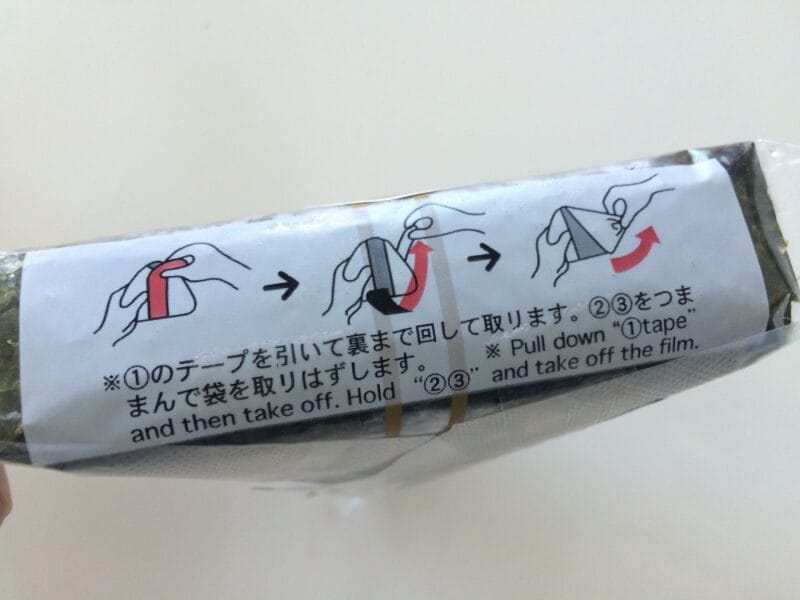 ※①のテープを引いて裏まで回して取ります。②③をつま
まんで袋を取りはずします。 ※ Pull down “①tape”
and then take off. Hold “②③” and take off the film.